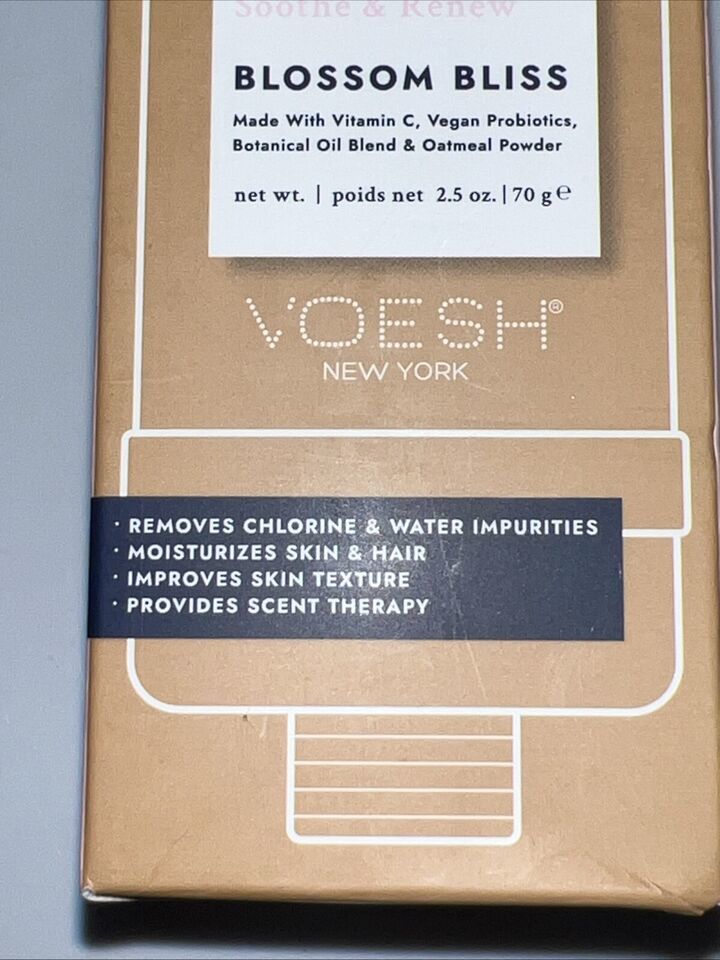 Soothe & Renew
BLOSSOM BLISS
Made With Vitamin C, Vegan Probiotics,
Botanical Oil Blend & Oatmeal Powder
net wt. | poids net 2.5 oz. | 70 g ℮
VOESH®
NEW YORK
· REMOVES CHLORINE & WATER IMPURITIES
· MOISTURIZES SKIN & HAIR
· IMPROVES SKIN TEXTURE
· PROVIDES SCENT THERAPY